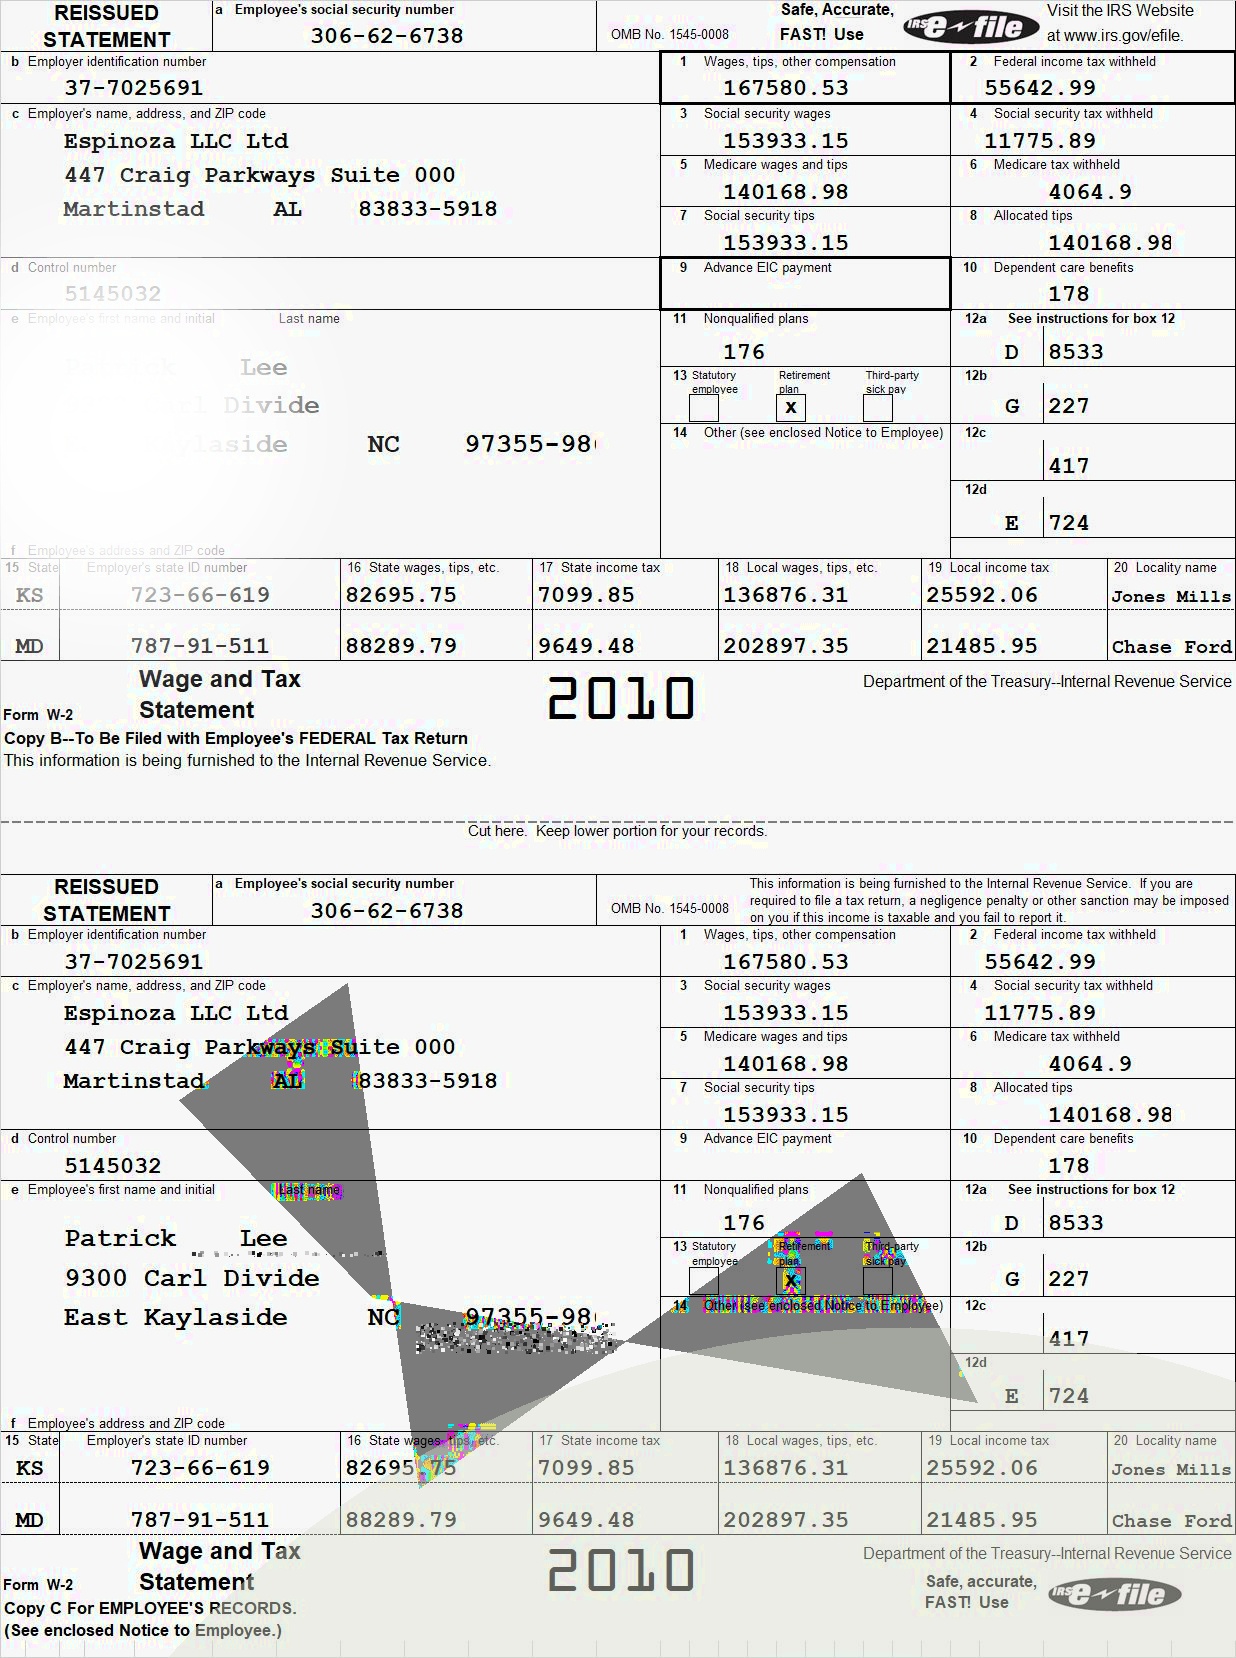 REISSUED
STATEMENT
a Employee's social security number
306-62-6738
OMB No. 1545-0008
Safe, Accurate,
FAST! Use
IRS e-file
Visit the IRS Website
at www.irs.gov/efile.
b Employer identification number
37-7025691
1 Wages, tips, other compensation
167580.53
2 Federal income tax withheld
55642.99
c Employer's name, address, and ZIP code
Espinoza LLC Ltd
447 Craig Parkways Suite 000
Martinstad AL 83833-5918
3 Social security wages
153933.15
4 Social security tax withheld
11775.89
5 Medicare wages and tips
140168.98
6 Medicare tax withheld
4064.9
7 Social security tips
153933.15
8 Allocated tips
140168.98
d Control number
5145032
9 Advance EIC payment
10 Dependent care benefits
178
e Employee's first name and initial Last name
Lee
Divide
NC 97355-98
11 Nonqualified plans
176
12a See instructions for box 12
D 8533
13 Statutory employee Retirement plan Third-party sick pay
X
12b
G 227
14 Other (see enclosed Notice to Employee)
12c
417
12d
E 724
f Employee's address and ZIP code
15 State Employer's state ID number 16 State wages, tips, etc. 17 State income tax 18 Local wages, tips, etc. 19 Local income tax 20 Locality name
KS 723-66-619 82695.75 7099.85 136876.31 25592.06 Jones Mills
MD 787-91-511 88289.79 9649.48 202897.35 21485.95 Chase Ford
Wage and Tax
Statement
Form W-2
2010
Department of the Treasury--Internal Revenue Service
Copy B--To Be Filed with Employee's FEDERAL Tax Return
This information is being furnished to the Internal Revenue Service.
Cut here. Keep lower portion for your records.
REISSUED
STATEMENT
a Employee's social security number
306-62-6738
OMB No. 1545-0008
This information is being furnished to the Internal Revenue Service. If you are
required to file a tax return, a negligence penalty or other sanction may be imposed
on you if this income is taxable and you fail to report it.
b Employer identification number
37-7025691
1 Wages, tips, other compensation
167580.53
2 Federal income tax withheld
55642.99
c Employer's name, address, and ZIP code
Espinoza LLC Ltd
447 Craig Parkways Suite 000
Martinstad AL 83833-5918
3 Social security wages
153933.15
4 Social security tax withheld
11775.89
5 Medicare wages and tips
140168.98
6 Medicare tax withheld
4064.9
7 Social security tips
153933.15
8 Allocated tips
140168.98
d Control number
5145032
9 Advance EIC payment
10 Dependent care benefits
178
e Employee's first name and initial Last name
Patrick Lee
9300 Carl Divide
East Kaylaside NC 97355-98
11 Nonqualified plans
176
12a See instructions for box 12
D 8533
13 Statutory employee Retirement plan Third-party sick pay
X
12b
G 227
14 Other (see enclosed Notice to Employee)
12c
417
12d
E 724
f Employee's address and ZIP code
15 State Employer's state ID number 16 State wages, tips, etc. 17 State income tax 18 Local wages, tips, etc. 19 Local income tax 20 Locality name
KS 723-66-619 82695.75 7099.85 136876.31 25592.06 Jones Mills
MD 787-91-511 88289.79 9649.48 202897.35 21485.95 Chase Ford
Wage and Tax
Statement
Form W-2
2010
Department of the Treasury--Internal Revenue Service
Safe, accurate,
FAST! Use
IRS e-file
Copy C For EMPLOYEE'S RECORDS.
(See enclosed Notice to Employee.)